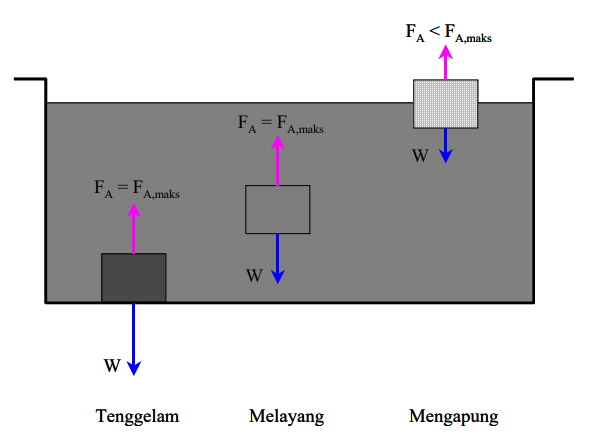 F_A < F_A,maks
F_A = F_A,maks
W
F_A = F_A,maks
W
W
Tenggelam Melayang Mengapung